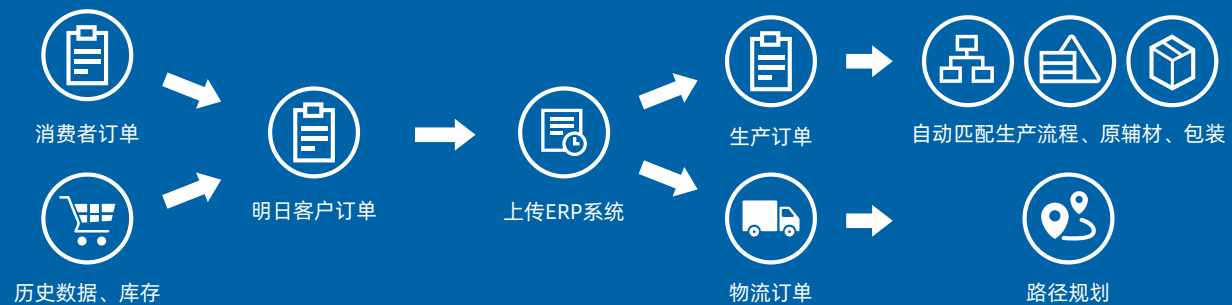 消费者订单
历史数据、库存
明日客户订单
上传ERP系统
生产订单
自动匹配生产流程、原辅材、包装
物流订单
路径规划